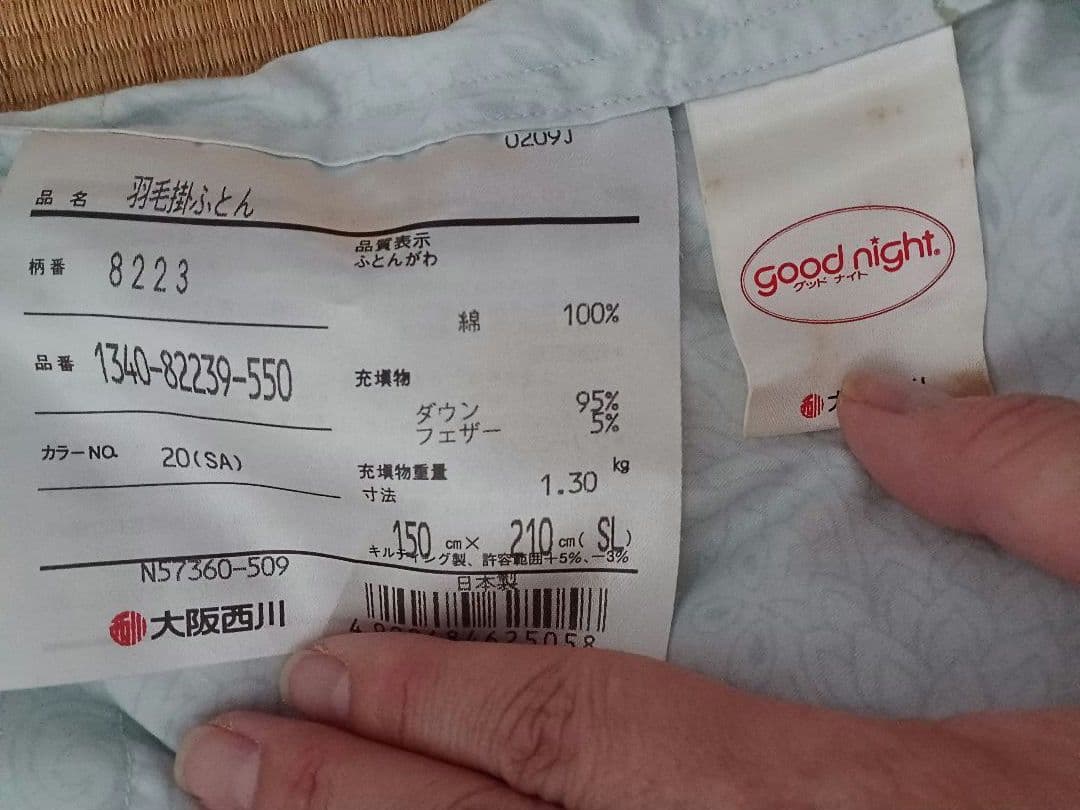 0209J
品名 羽毛掛ふとん
柄番 8223
品番 1340-82239-550
カラーNO. 20(SA)
N57360-509
大阪西川
品質表示
ふとんがわ
綿 100%
充填物
ダウン 95%
フェザー 5%
充填物重量 1.30 kg
寸法
150 cm× 210 cm( SL )
キルティング製、許容範囲+5%、-3%
日本製
good night.
グッド ナイト
西川 大